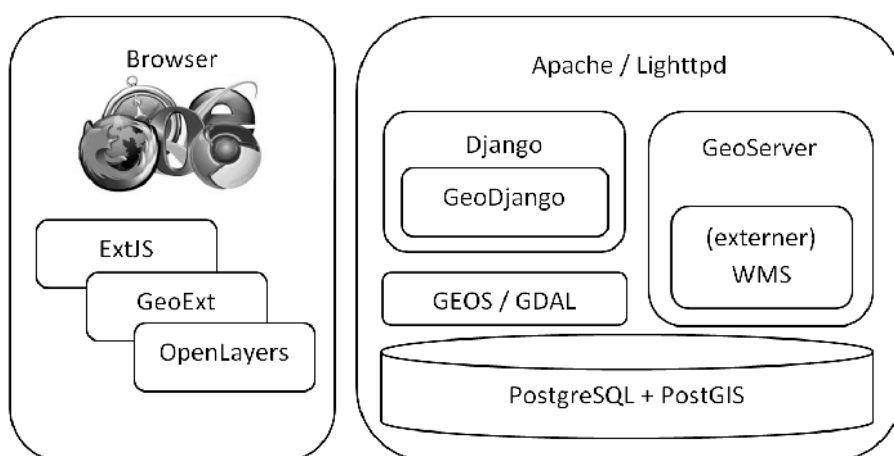 Browser
ExtJS
GeoExt
OpenLayers
Apache / Lighttpd
Django
GeoDjango
GeoServer
(externer)
WMS
GEOS / GDAL
PostgreSQL + PostGIS